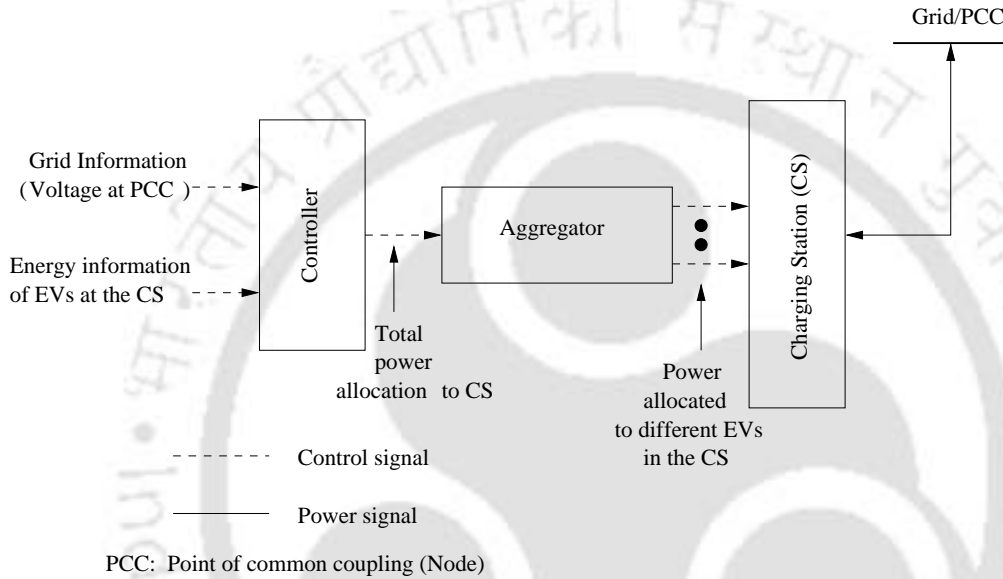 Grid/PCC
Grid Information
(Voltage at PCC )
Energy information
of EVs at the CS
Controller
Total
power
allocation to CS
Aggregator
Power
allocated
to different EVs
in the CS
Charging Station (CS)
Control signal
Power signal
PCC: Point of common coupling (Node)